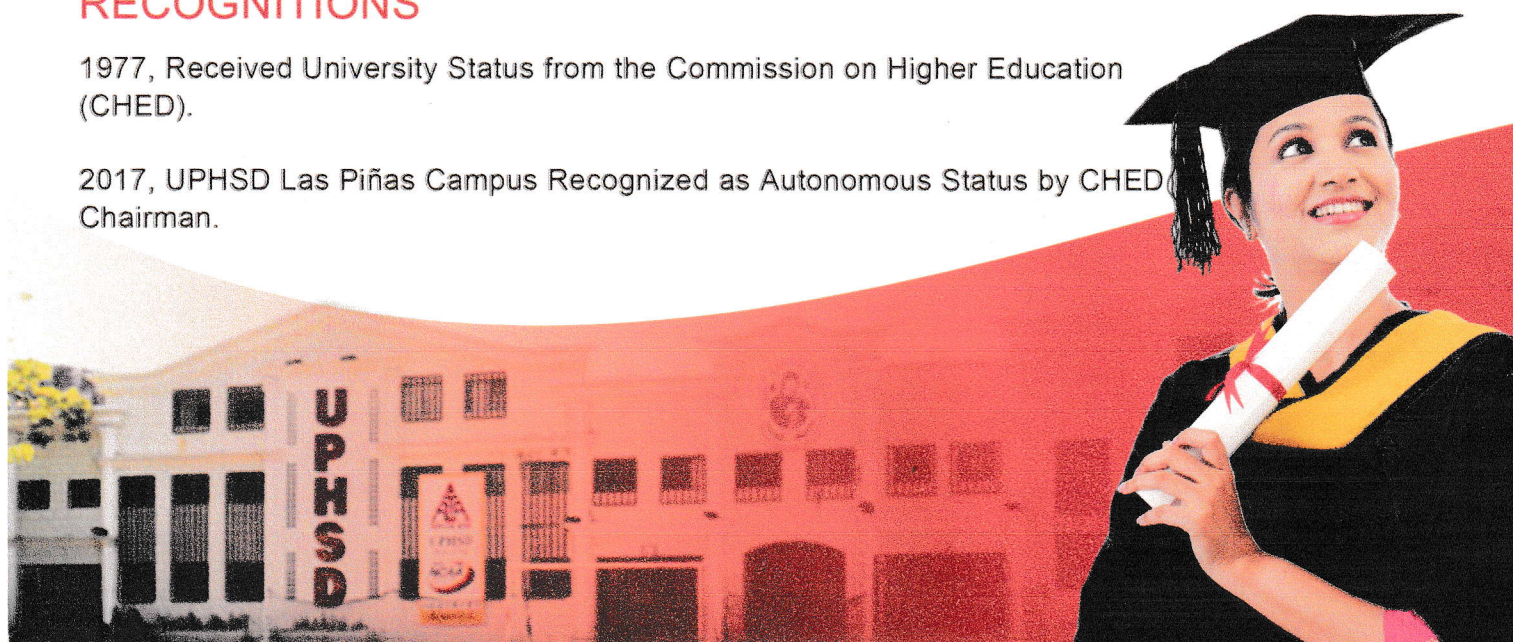 RECOGNITIONS
1977, Received University Status from the Commission on Higher Education
(CHED).
2017, UPHSD Las Piñas Campus Recognized as Autonomous Status by CHED
Chairman.
UPHSD
UPHSD